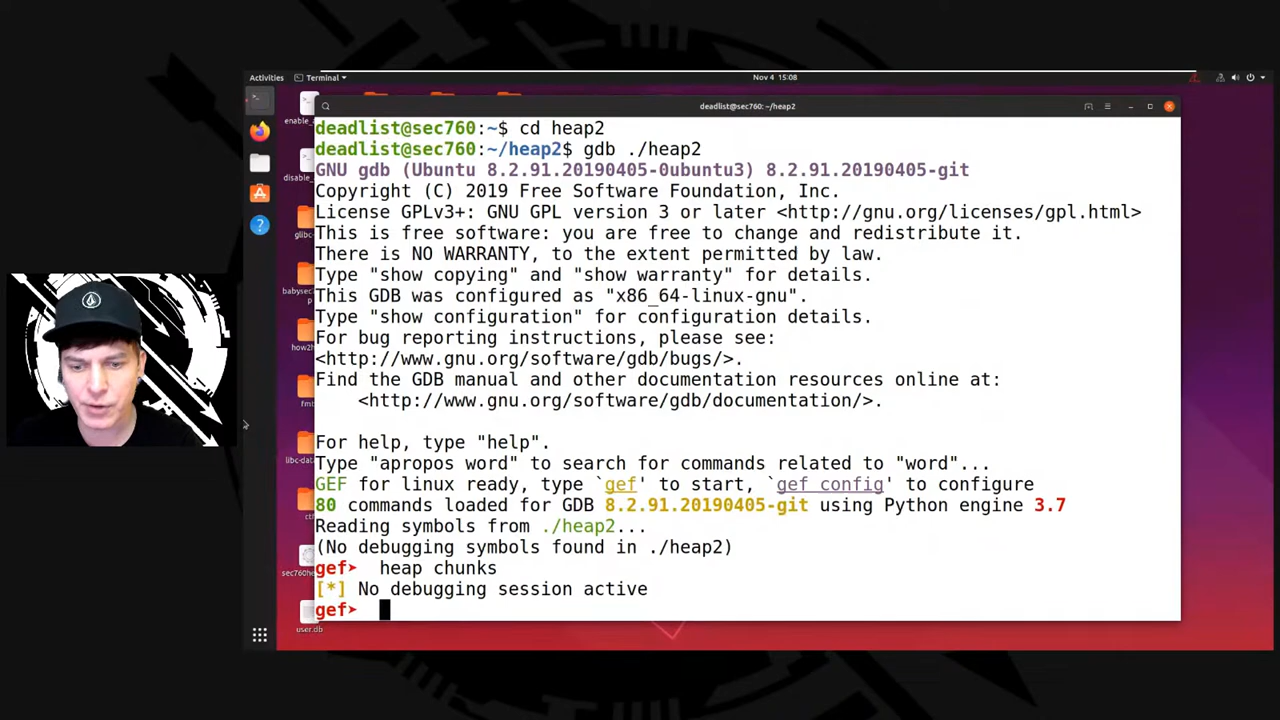 Activities
Terminal
Nov 4 15:08
deadlist@sec760: ~/heap2
deadlist@sec760:~$ cd heap2
deadlist@sec760:~/heap2$ gdb ./heap2
GNU gdb (Ubuntu 8.2.91.20190405-0ubuntu3) 8.2.91.20190405-git
Copyright (C) 2019 Free Software Foundation, Inc.
License GPLv3+: GNU GPL version 3 or later <http://gnu.org/licenses/gpl.html>
This is free software: you are free to change and redistribute it.
There is NO WARRANTY, to the extent permitted by law.
Type "show copying" and "show warranty" for details.
This GDB was configured as "x86_64-linux-gnu".
Type "show configuration" for configuration details.
For bug reporting instructions, please see:
<http://www.gnu.org/software/gdb/bugs/>.
Find the GDB manual and other documentation resources online at:
<http://www.gnu.org/software/gdb/documentation/>.
For help, type "help".
Type "apropos word" to search for commands related to "word"...
GEF for linux ready, type `gef' to start, `gef config' to configure
80 commands loaded for GDB 8.2.91.20190405-git using Python engine 3.7
Reading symbols from ./heap2...
(No debugging symbols found in ./heap2)
gef➤ heap chunks
[*] No debugging session active
gef➤
enable_
disable_
glibc
babysec
p
how2h
fm
libc-dat
ct
sec760he
user.db